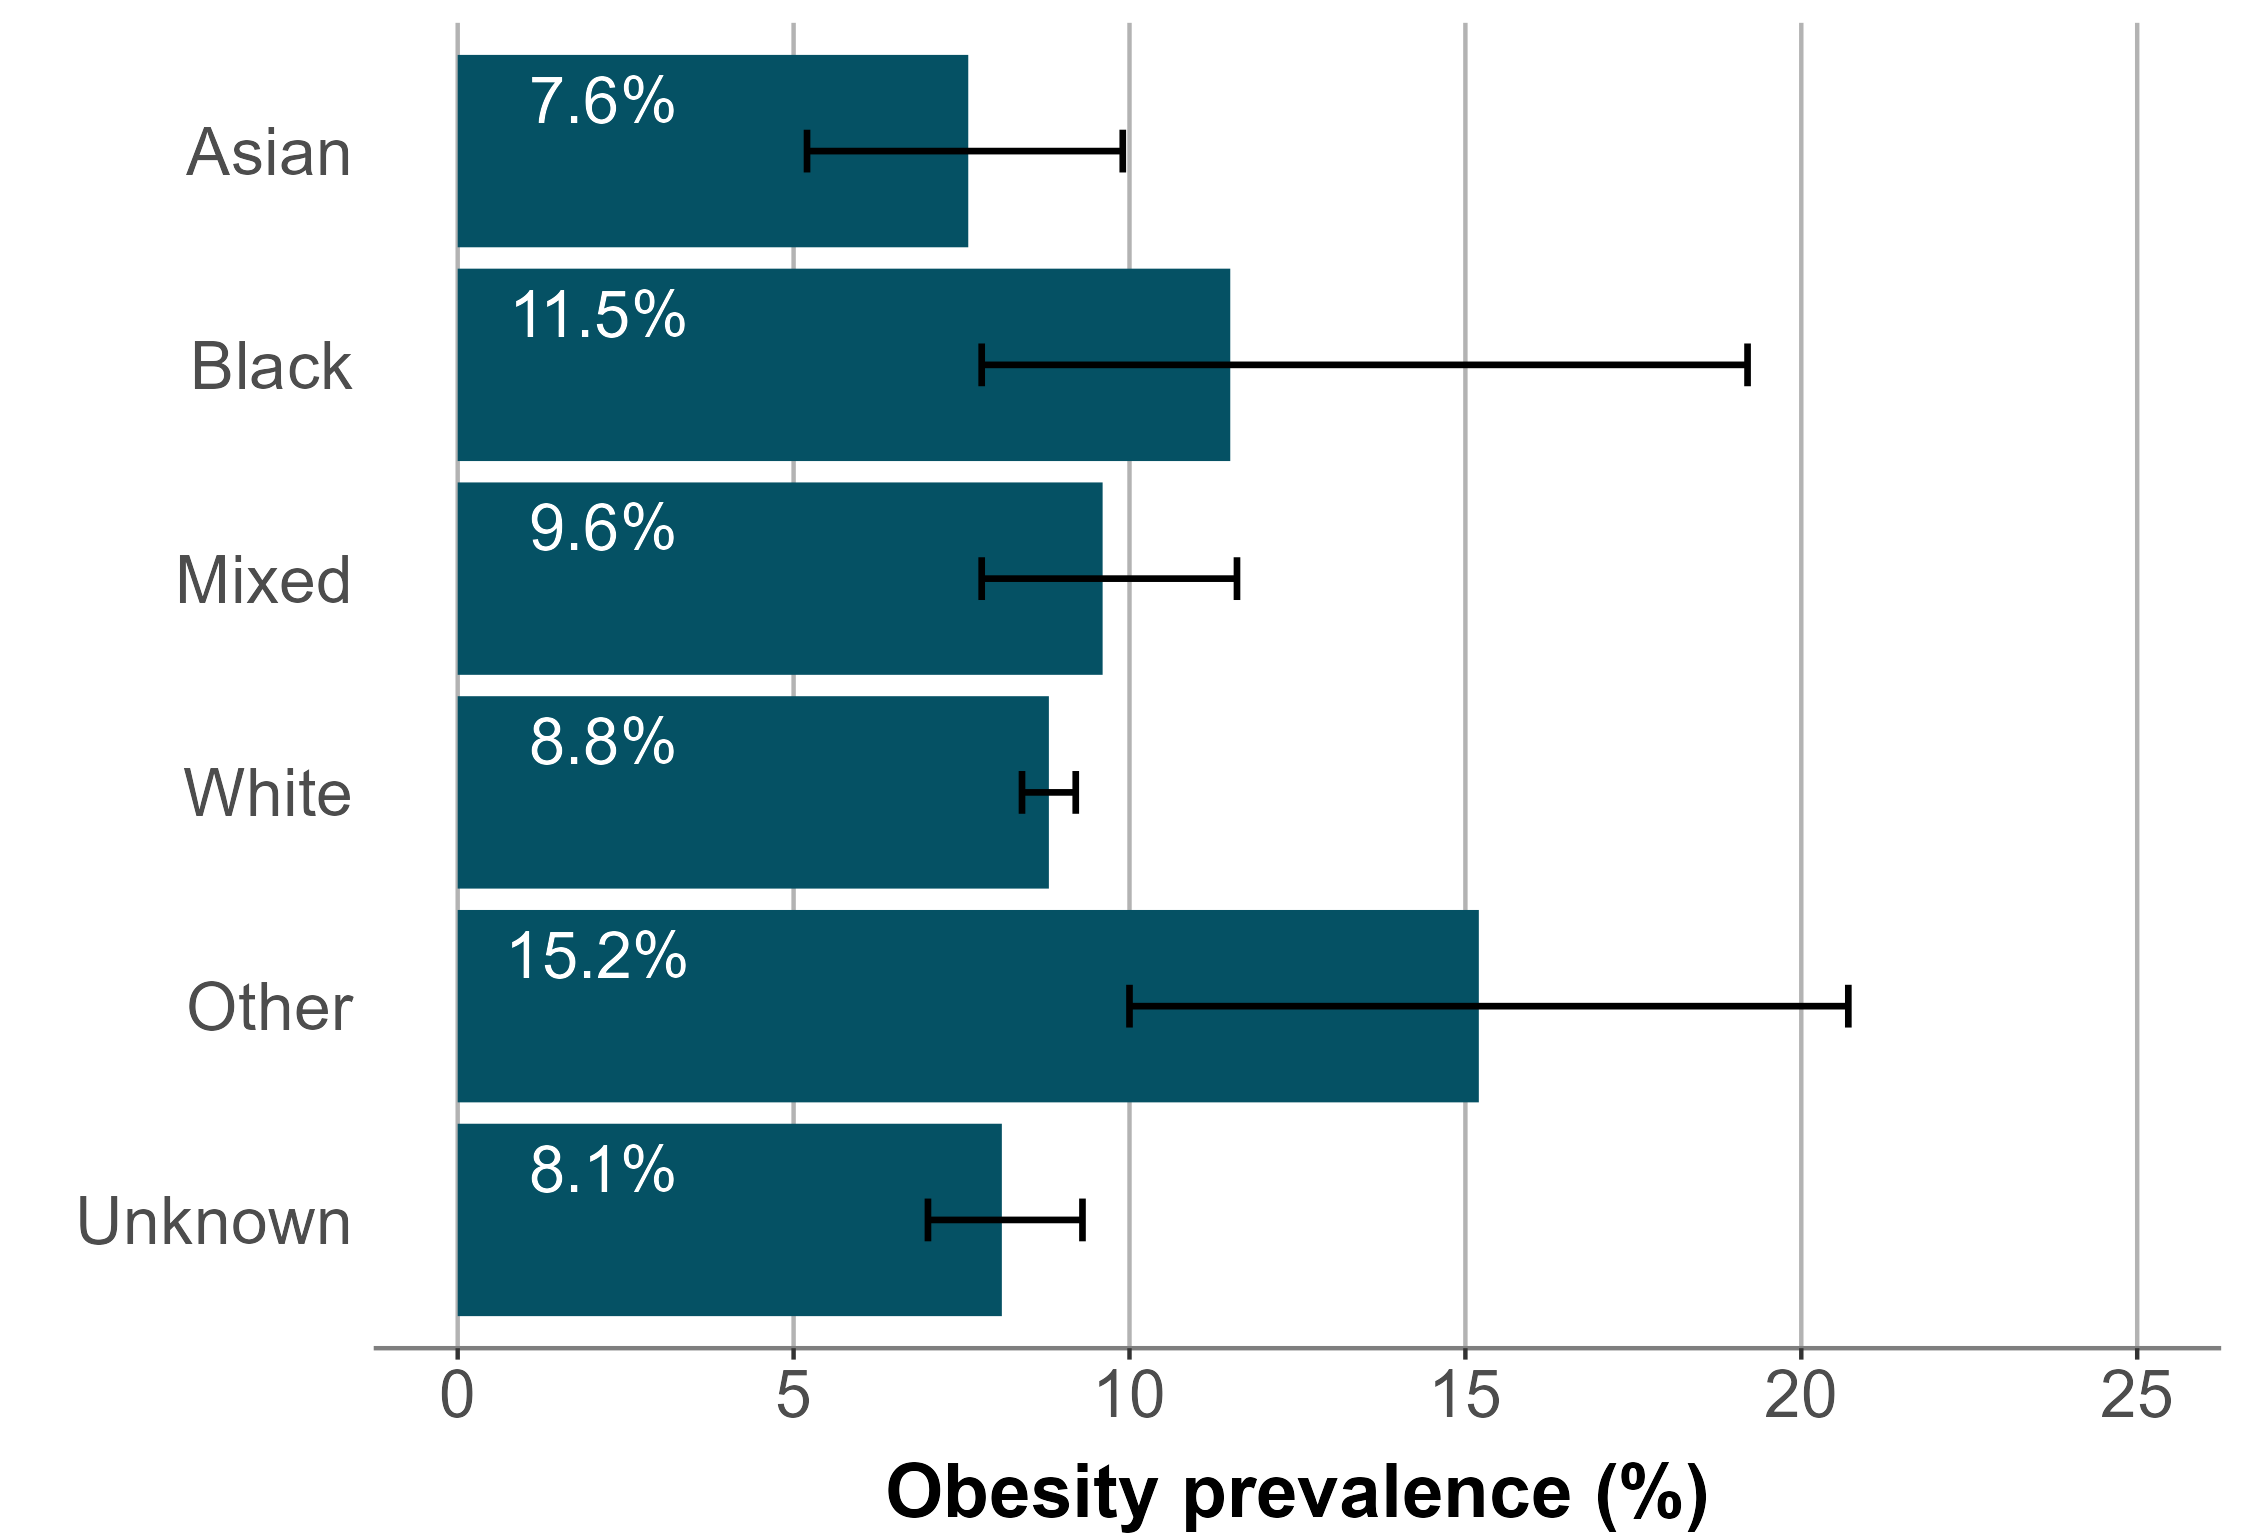 Asian
7.6%
Black
11.5%
Mixed
9.6%
White
8.8%
Other
15.2%
Unknown
8.1%
0 5 10 15 20 25
Obesity prevalence (%)